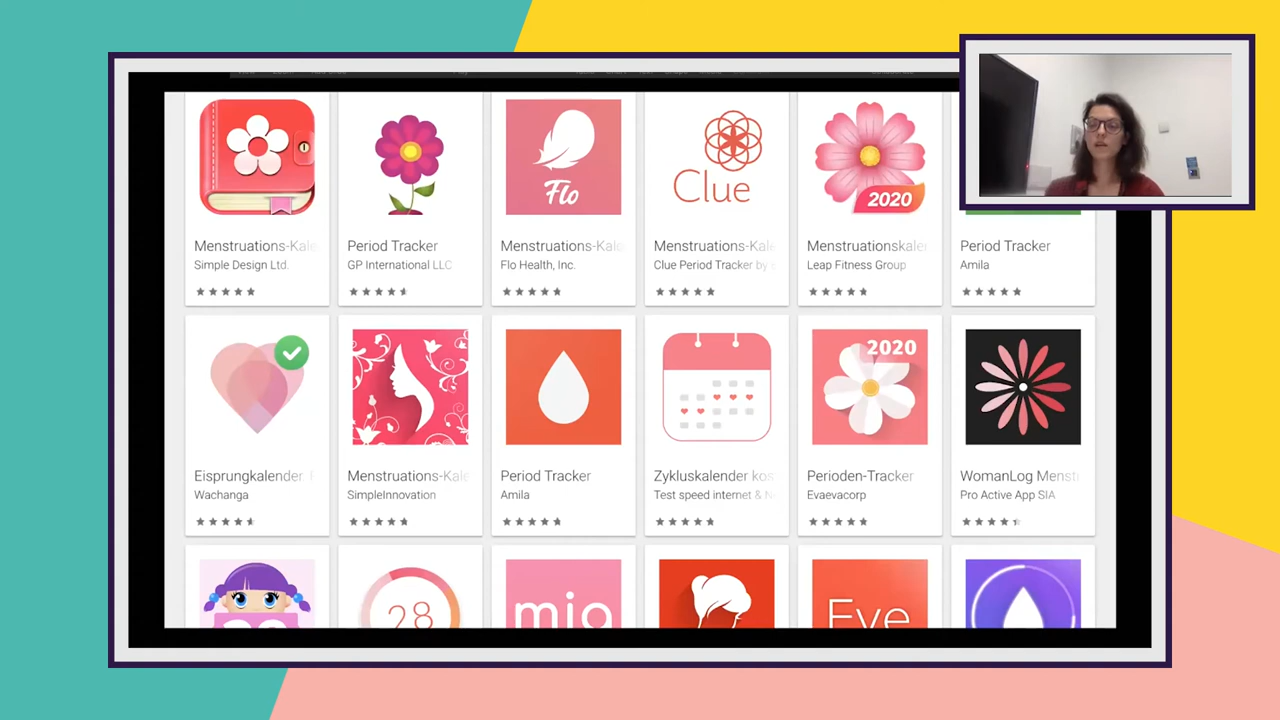 Flo
Clue
2020
Menstruations-Kale
Period Tracker
Menstruations-Kale
Menstruations-Kale
Menstruationskalen
Period Tracker
Simple Design Ltd.
GP International LLC
Flo Health, Inc.
Clue Period Tracker by
Leap Fitness Group
Amila
2020
Eisprungkalender.
Menstruations-Kale
Period Tracker
Zykluskalender kos
Perioden-Tracker
WomanLog Menst
Wachanga
SimpleInnovation
Amila
Test speed internet &
Evaevacorp
Pro Active App SIA
28
mia
Eve